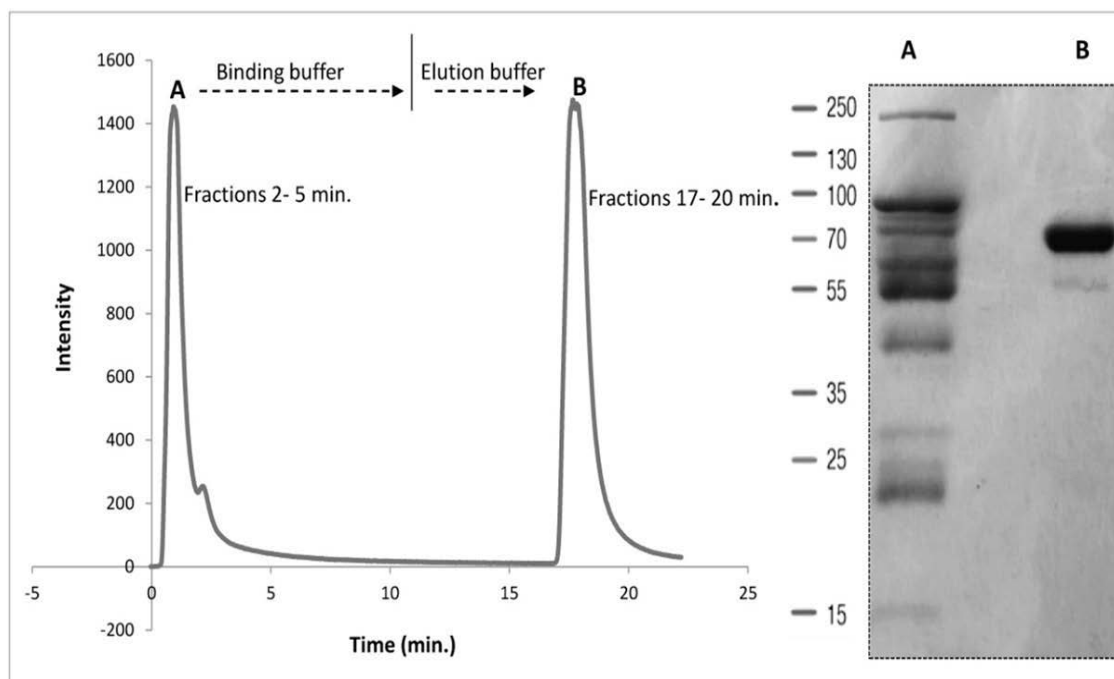 A
Binding buffer
Elution buffer
B
Fractions 2- 5 min.
Fractions 17- 20 min.
Intensity
1600
1400
1200
1000
800
600
400
200
0
-200
-5
0
5
10
15
20
25
Time (min.)
A
B
250
130
100
70
55
35
25
15